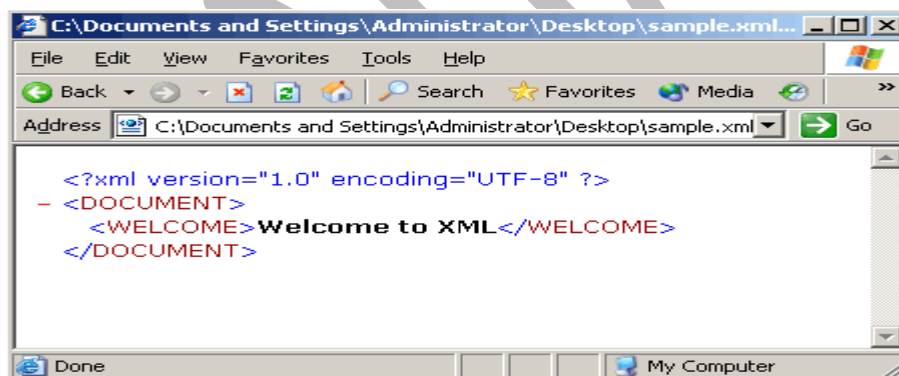 C:\Documents and Settings\Administrator\Desktop\sample.xml...
File Edit View Favorites Tools Help
Back Search Favorites Media »
Address C:\Documents and Settings\Administrator\Desktop\sample.xml Go
<?xml version="1.0" encoding="UTF-8" ?>
- <DOCUMENT>
<WELCOME>Welcome to XML</WELCOME>
</DOCUMENT>
Done My Computer